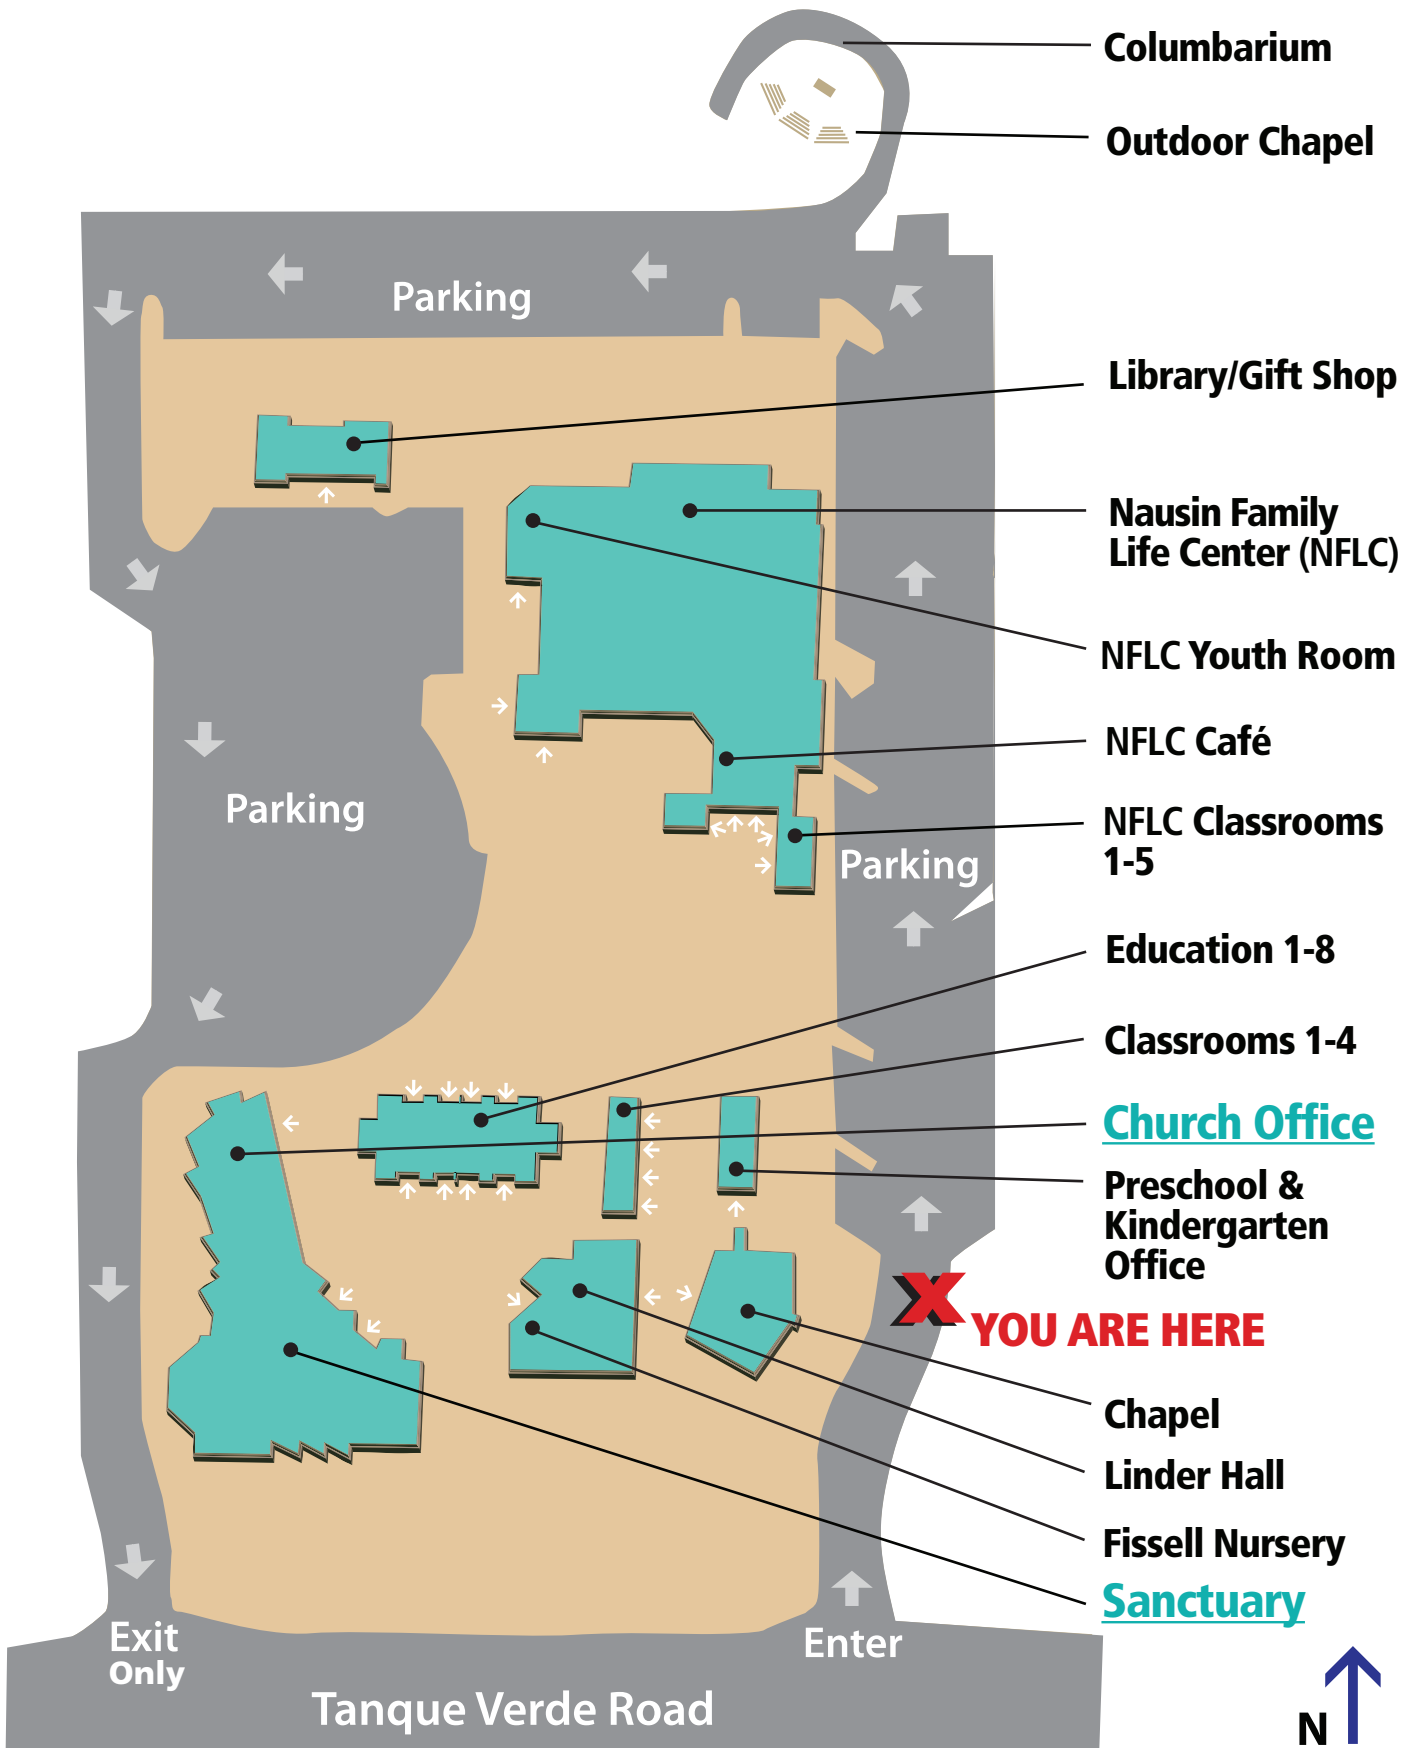 Columbarium
Outdoor Chapel
Parking
Library/Gift Shop
Nausin Family
Life Center (NFLC)
NFLC Youth Room
NFLC Café
Parking
NFLC Classrooms
1-5
Parking
Education 1-8
Classrooms 1-4
Church Office
Preschool &
Kindergarten
Office
X
YOU ARE HERE
Chapel
Linder Hall
Fissell Nursery
Sanctuary
Exit
Only
Enter
Tanque Verde Road
N